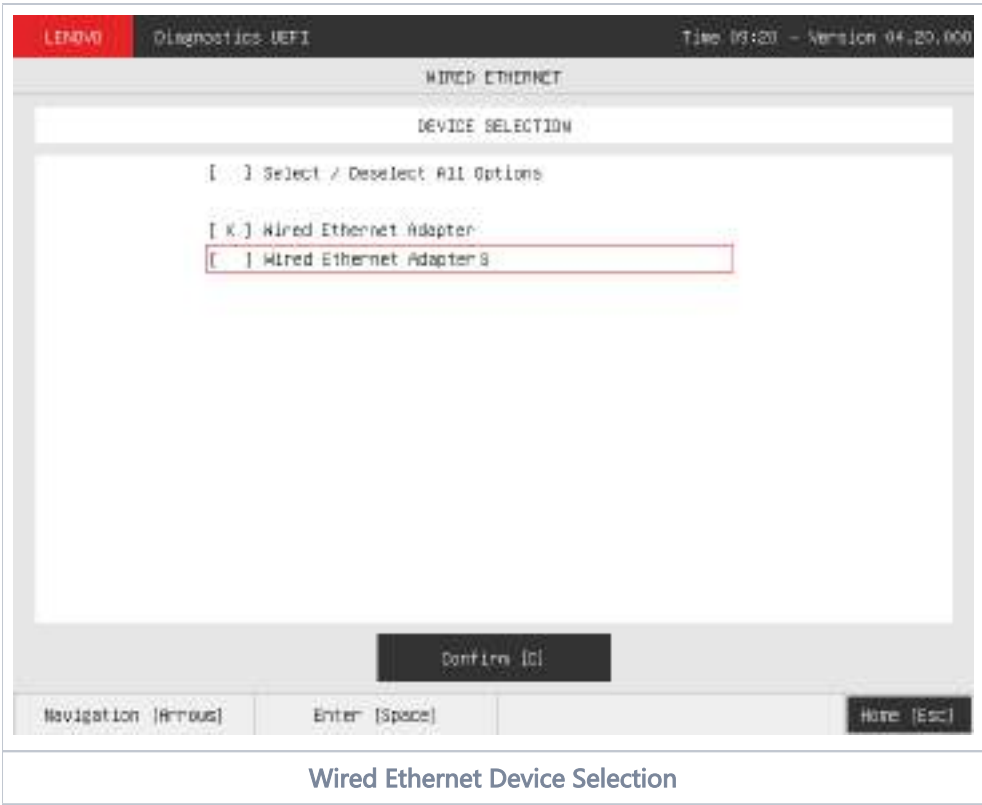 LENOVO Diagnostics UEFI Time 09:20 - Version 04.20.000
WIRED ETHERNET
DEVICE SELECTION
[ ] Select / Deselect All Options
[ X ] Wired Ethernet Adapter
[ ] Wired Ethernet Adapter S
Confirm [C]
Navigation [Arrows] Enter [Space] Home [Esc]
Wired Ethernet Device Selection